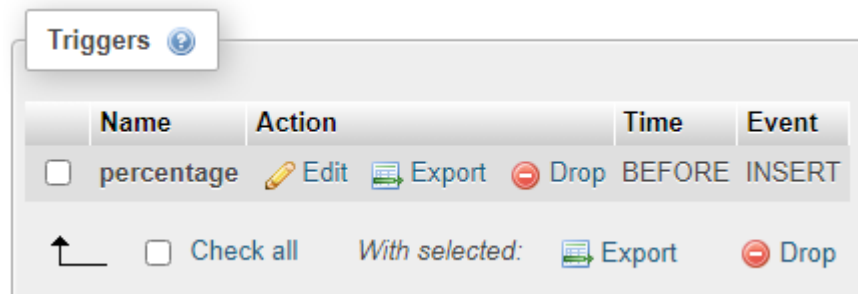 Triggers
Name Action Time Event
percentage Edit Export Drop BEFORE INSERT
Check all With selected: Export Drop